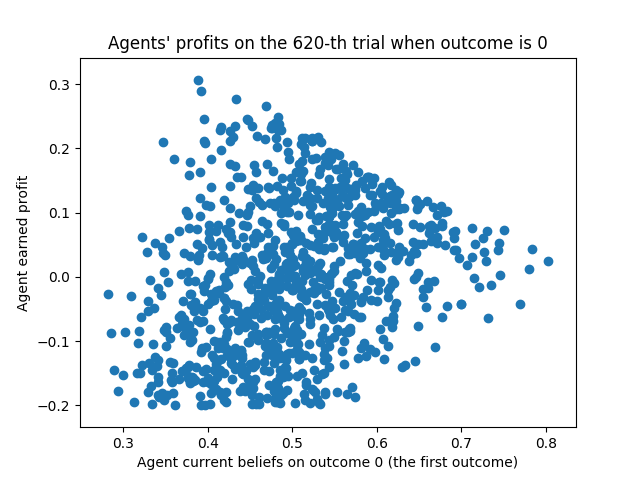 Agents' profits on the 620-th trial when outcome is 0
Agent earned profit
0.3
0.2
0.1
0.0
−0.1
−0.2
0.3 0.4 0.5 0.6 0.7 0.8
Agent current beliefs on outcome 0 (the first outcome)